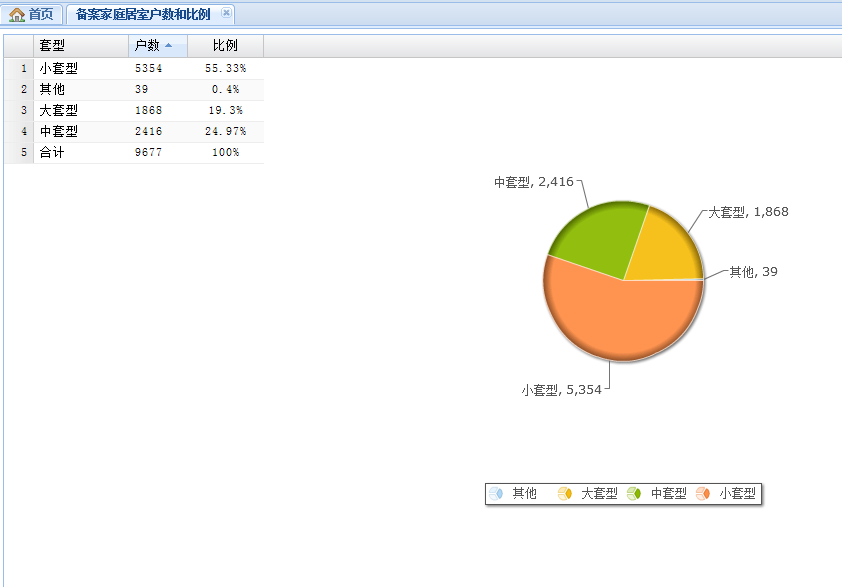 首页 备案家庭居室户数和比例
套型 户数 比例
1 小套型 5354 55.33%
2 其他 39 0.4%
3 大套型 1868 19.3%
4 中套型 2416 24.97%
5 合计 9677 100%
中套型, 2,416
大套型, 1,868
其他, 39
小套型, 5,354
其他 大套型 中套型 小套型